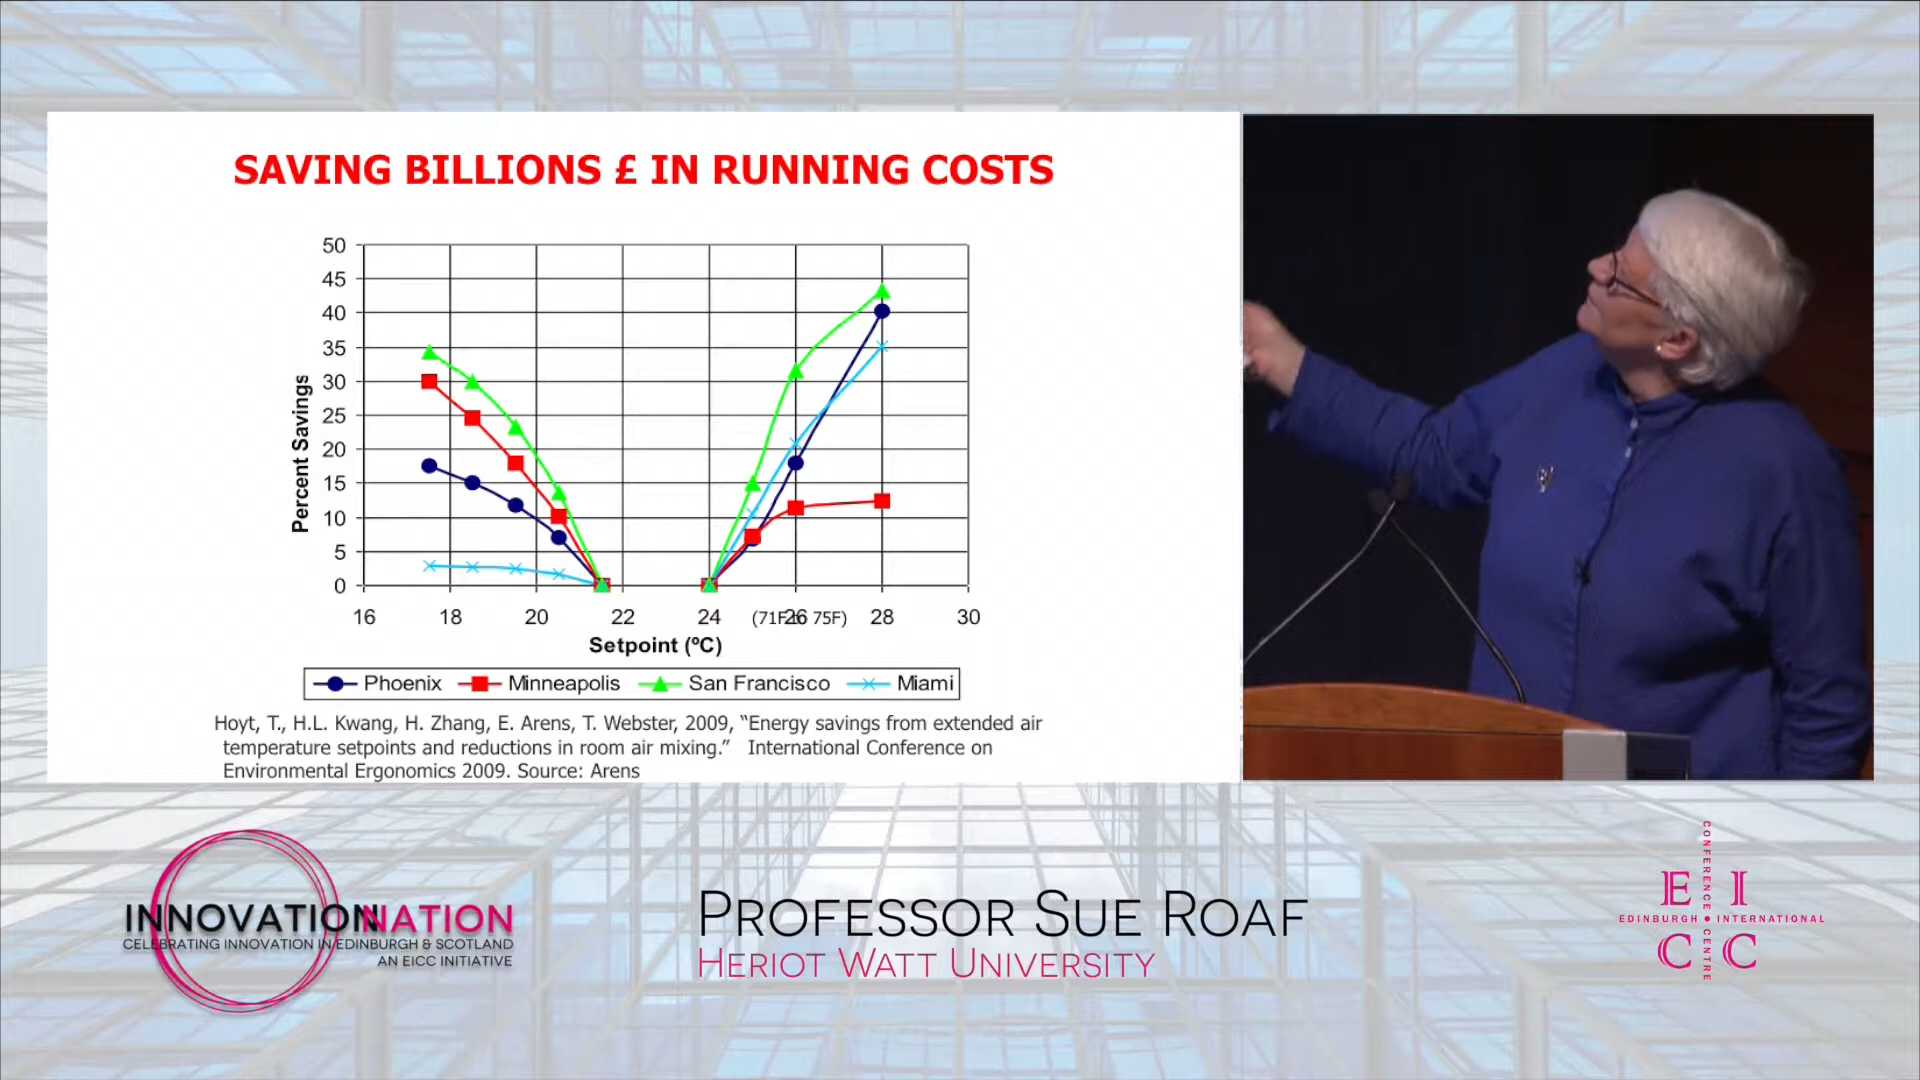 SAVING BILLIONS £ IN RUNNING COSTS
50
45
40
35
30
25
20
15
10
5
0
Percent Savings
16 18 20 22 24 26 28 30
(71F to 75F)
Setpoint (ºC)
Phoenix Minneapolis San Francisco Miami
Hoyt, T., H.L. Kwang, H. Zhang, E. Arens, T. Webster, 2009, “Energy savings from extended air
temperature setpoints and reductions in room air mixing.” International Conference on
Environmental Ergonomics 2009. Source: Arens
INNOVATIONNATION
CELEBRATING INNOVATION IN EDINBURGH & SCOTLAND
AN EICC INITIATIVE
PROFESSOR SUE ROAF
HERIOT WATT UNIVERSITY
CONFERENCE CENTRE
E I
EDINBURGH • INTERNATIONAL
C C